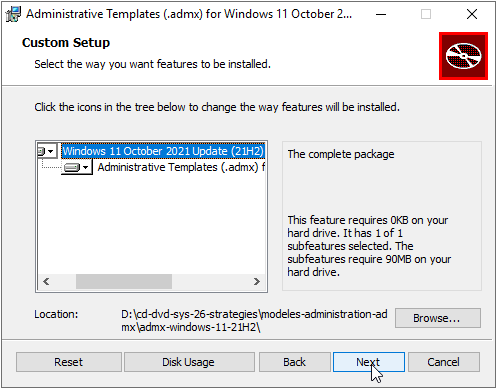 Administrative Templates (.admx) for Windows 11 October 2...
Custom Setup
Select the way you want features to be installed.
Click the icons in the tree below to change the way features will be installed.
Windows 11 October 2021 Update (21H2)
Administrative Templates (.admx) f
The complete package
This feature requires 0KB on your
hard drive. It has 1 of 1
subfeatures selected. The
subfeatures require 90MB on your
hard drive.
Location:
D:\cd-dvd-sys-26-strategies\modeles-administration-ad
mx\admx-windows-11-21H2\
Browse...
Reset
Disk Usage
Back
Next
Cancel